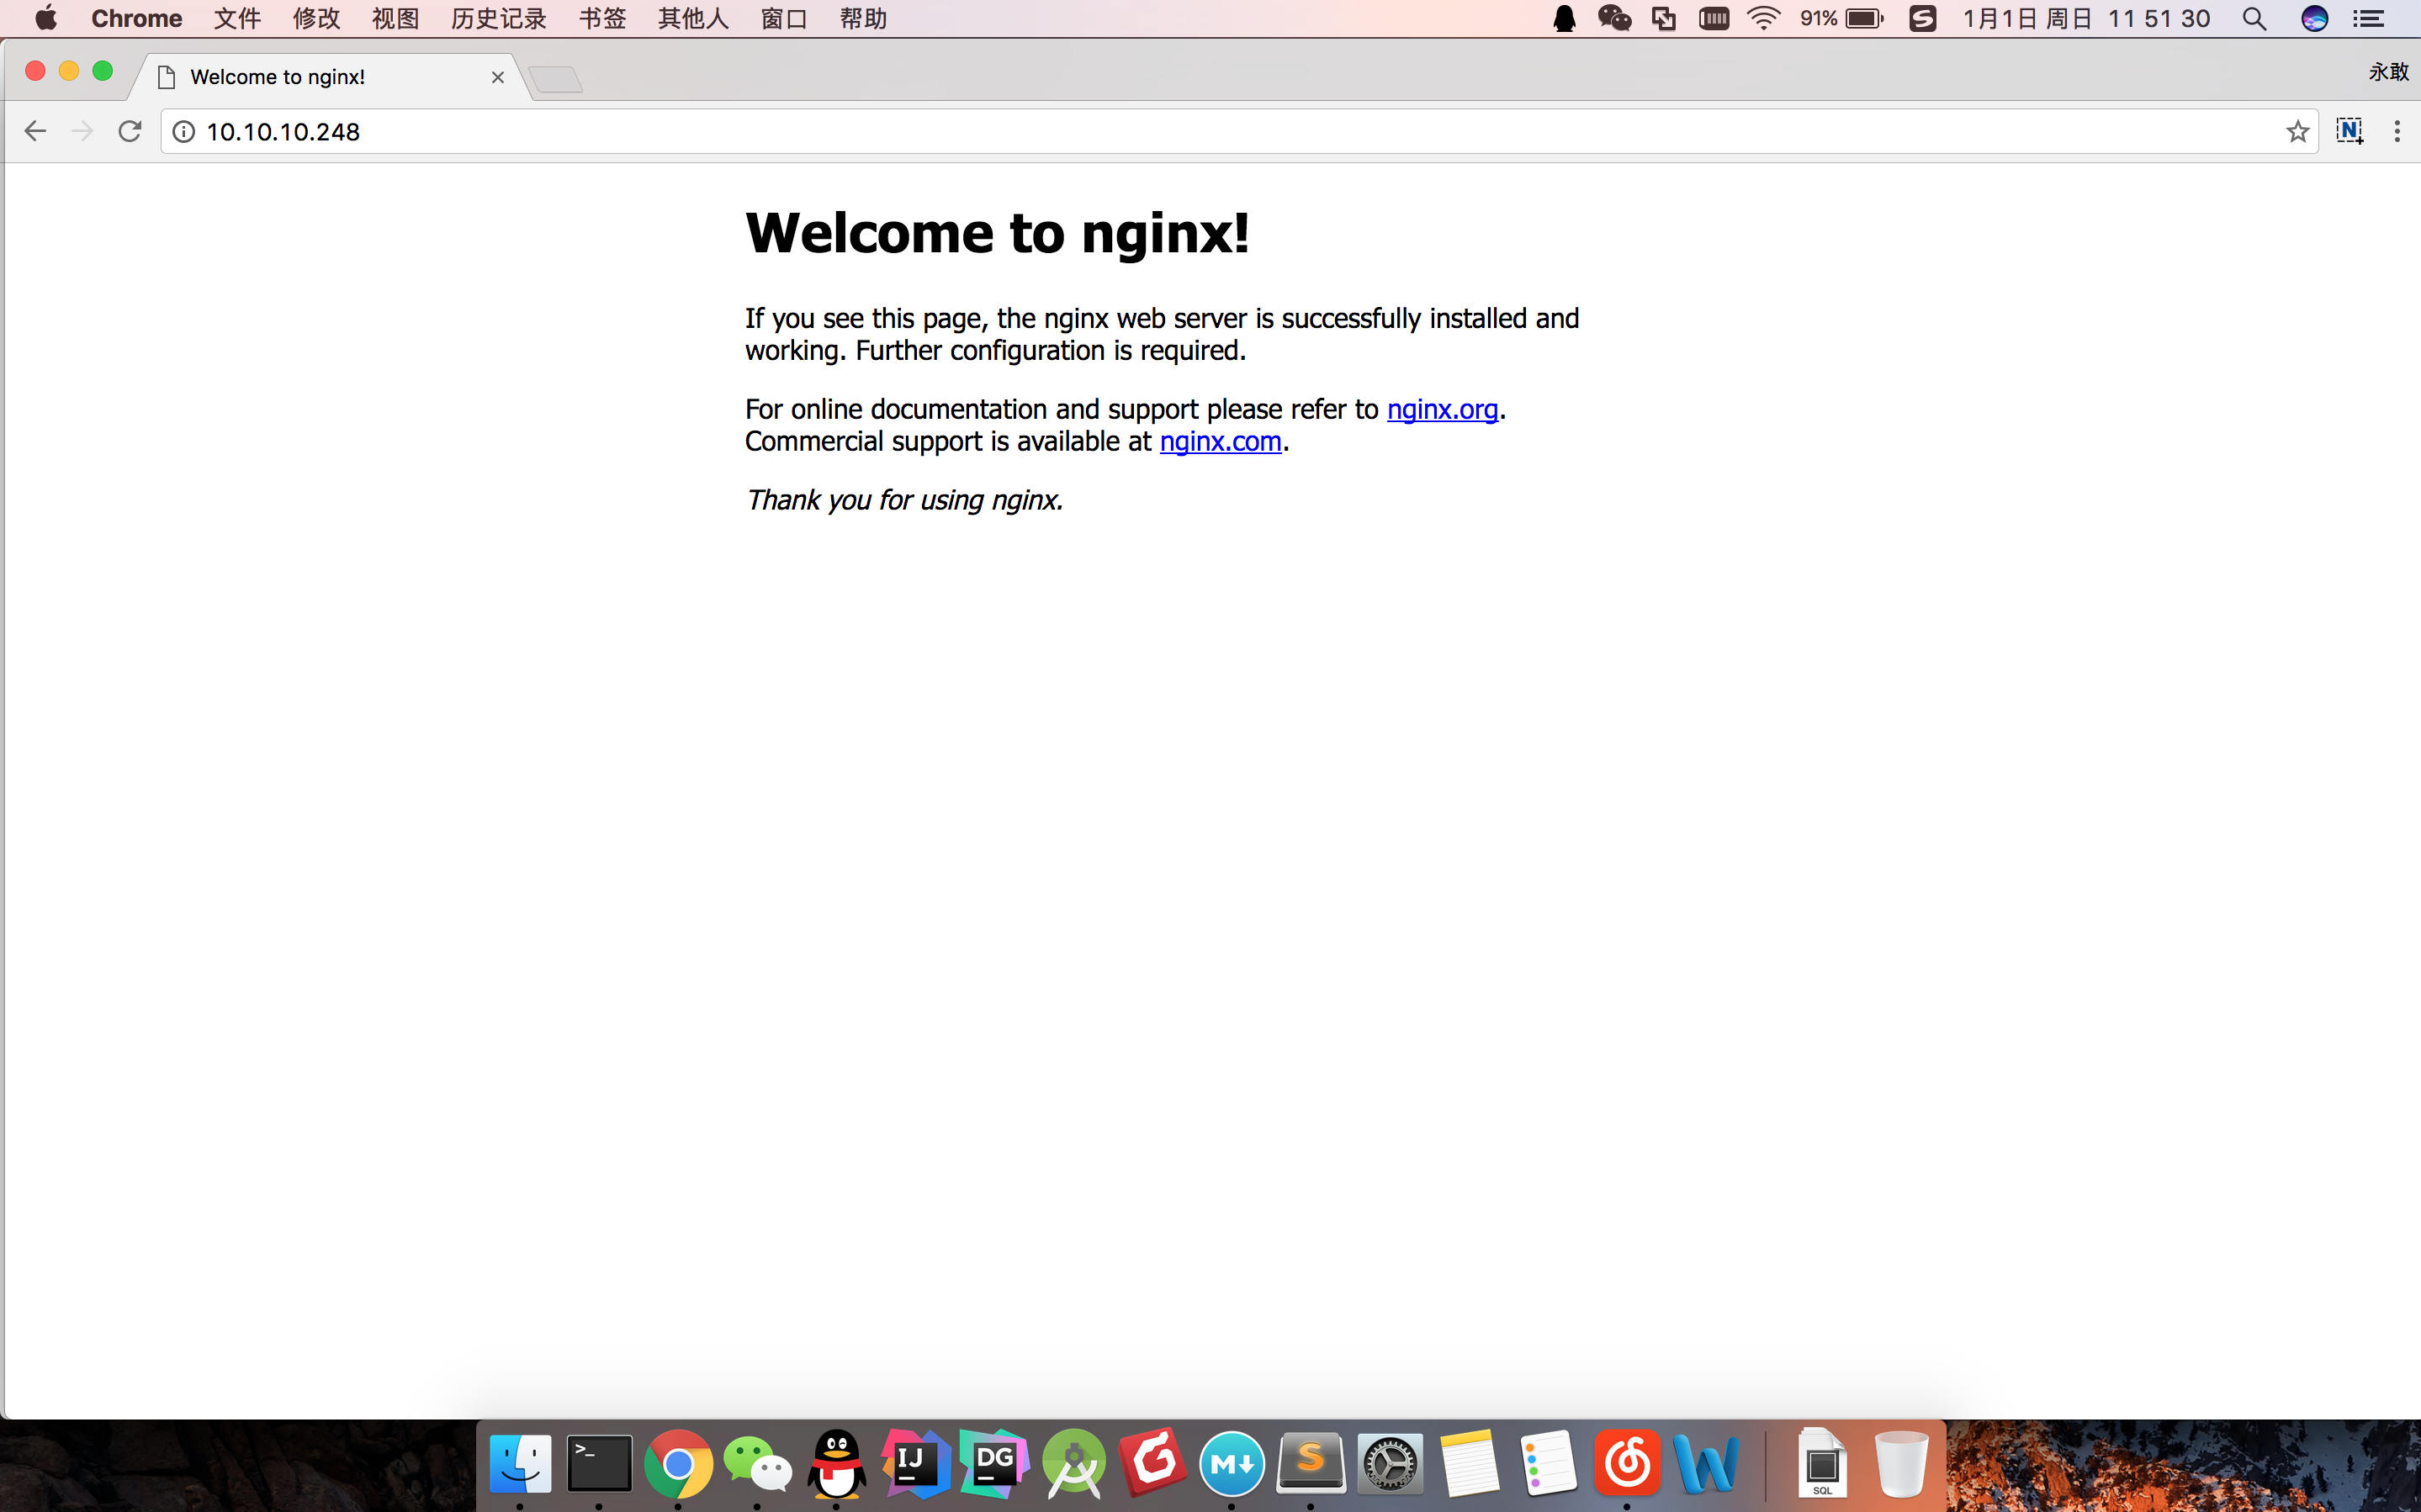 Chrome 文件 修改 视图 历史记录 书签 其他人 窗口 帮助 91% 1月1日 周日 11 51 30
Welcome to nginx! 永敢
10.10.10.248
Welcome to nginx!
If you see this page, the nginx web server is successfully installed and
working. Further configuration is required.
For online documentation and support please refer to nginx.org.
Commercial support is available at nginx.com.
Thank you for using nginx.
IJ
DG
M
S
W
SQL